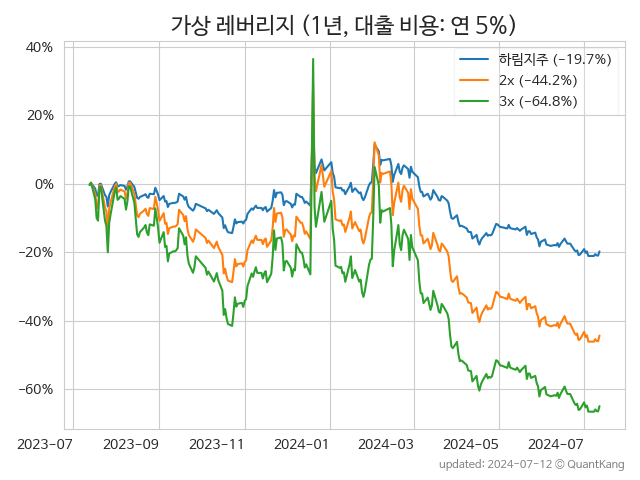 가상 레버리지 (1년, 대출 비용: 연 5%)
40%
20%
0%
−20%
−40%
−60%
하림지주 (−19.7%)
2x (−44.2%)
3x (−64.8%)
2023-07 2023-09 2023-11 2024-01 2024-03 2024-05 2024-07
updated: 2024-07-12 © QuantKang